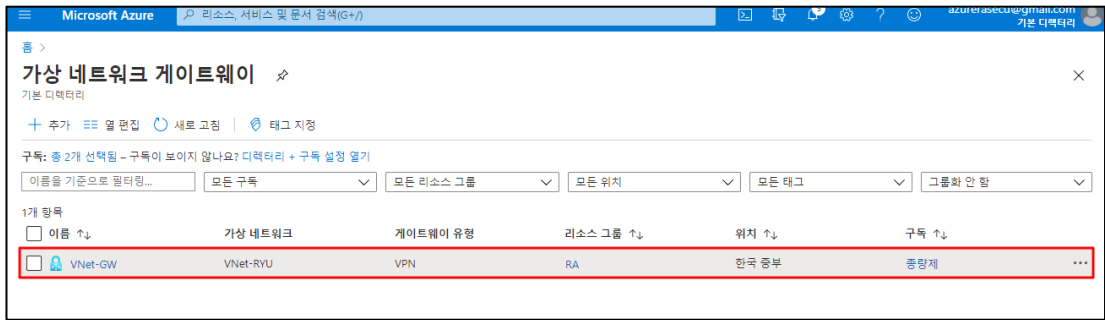 Microsoft Azure
리소스, 서비스 및 문서 검색(G+/)
azurerasecu@gmail.com
기본 디렉터리
홈 >
가상 네트워크 게이트웨이
기본 디렉터리
추가 열 편집 새로 고침 태그 지정
구독: 총 2개 선택됨 – 구독이 보이지 않나요? 디렉터리 + 구독 설정 열기
이름을 기준으로 필터링... 모든 구독 모든 리소스 그룹 모든 위치 모든 태그 그룹화 안 함
1개 항목
이름 ↑↓ 가상 네트워크 게이트웨이 유형 리소스 그룹 ↑↓ 위치 ↑↓ 구독 ↑↓
VNet-GW VNet-RYU VPN RA 한국 중부 종량제 ...